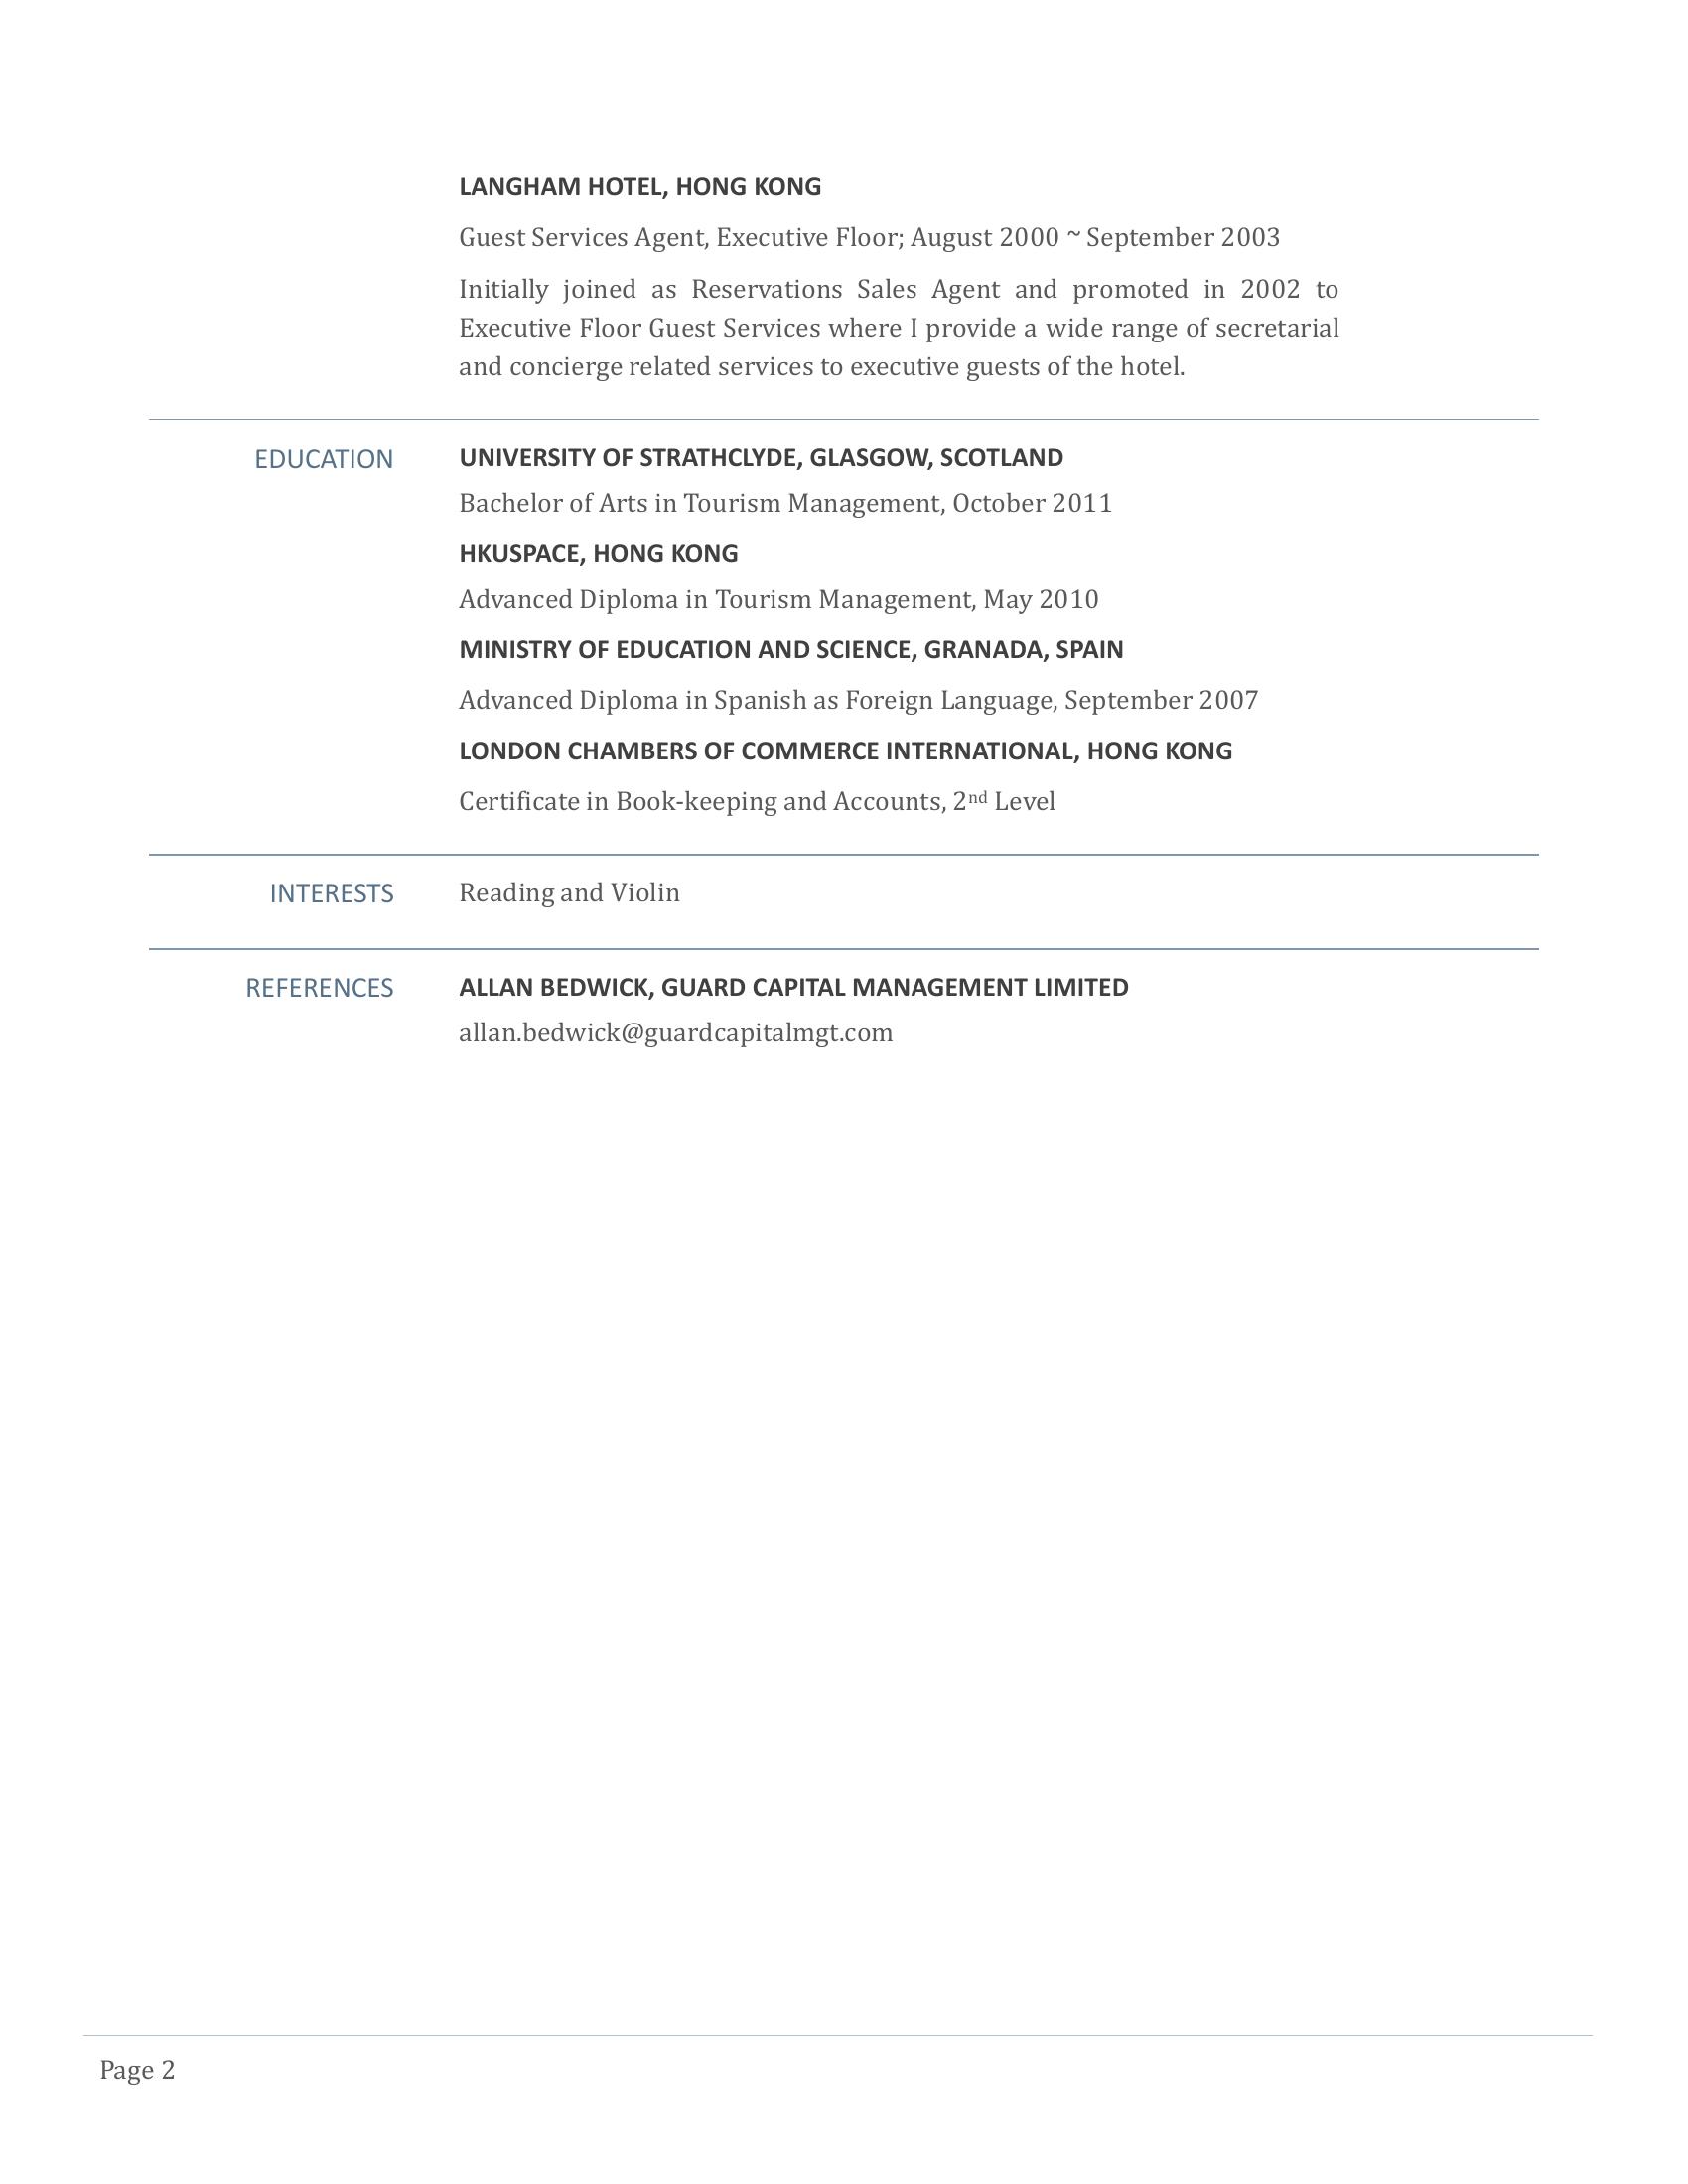 LANGHAM HOTEL, HONG KONG
Guest Services Agent, Executive Floor; August 2000 ~ September 2003
Initially joined as Reservations Sales Agent and promoted in 2002 to
Executive Floor Guest Services where I provide a wide range of secretarial
and concierge related services to executive guests of the hotel.
EDUCATION
UNIVERSITY OF STRATHCLYDE, GLASGOW, SCOTLAND
Bachelor of Arts in Tourism Management, October 2011
HKUSPACE, HONG KONG
Advanced Diploma in Tourism Management, May 2010
MINISTRY OF EDUCATION AND SCIENCE, GRANADA, SPAIN
Advanced Diploma in Spanish as Foreign Language, September 2007
LONDON CHAMBERS OF COMMERCE INTERNATIONAL, HONG KONG
Certificate in Book-keeping and Accounts, 2nd Level
INTERESTS
Reading and Violin
REFERENCES
ALLAN BEDWICK, GUARD CAPITAL MANAGEMENT LIMITED
allan.bedwick@guardcapitalmgt.com
Page 2